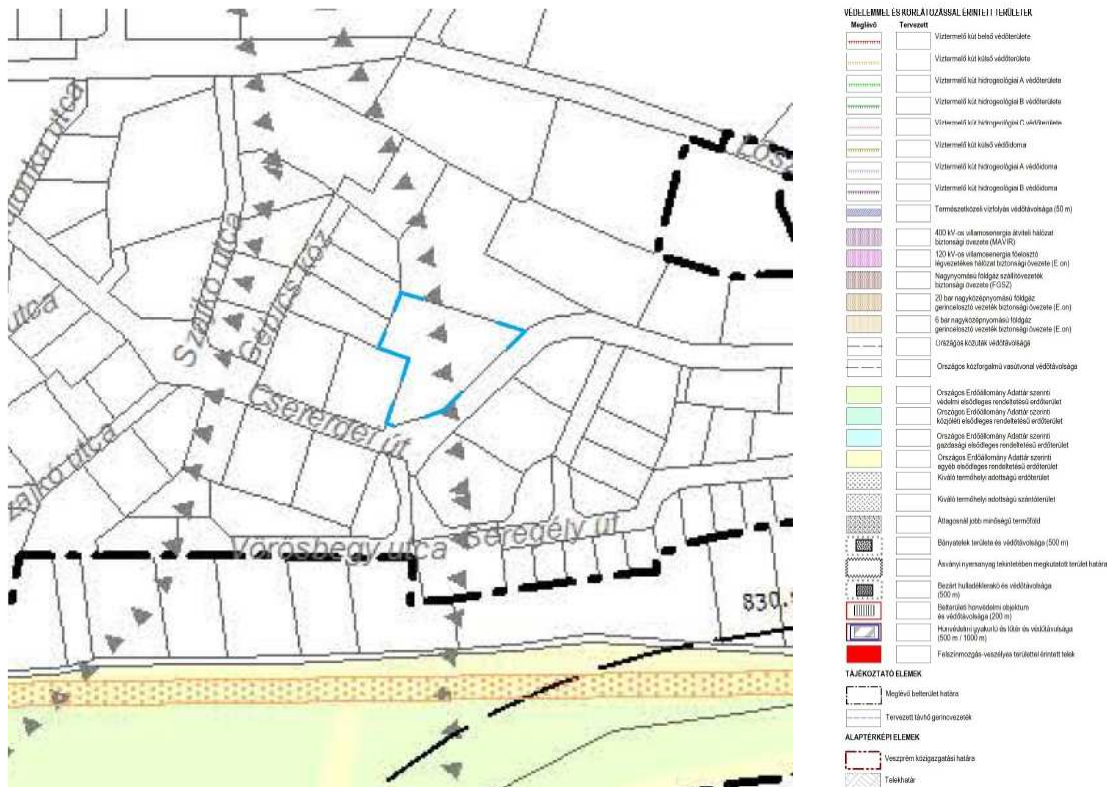 Szajkó utca
Gébics köz
Csererger út
Vörösbegy utca
Seregély út
830.
VÉDELEMMEL ÉS KORLÁTOZÁSSAL ÉRINTETT TERÜLETEK
Meglévő Tervezett
Víztermelő kút belső védőterülete
Víztermelő kút külső védőterülete
Víztermelő kút hidrogeológiai A védőterülete
Víztermelő kút hidrogeológiai B védőterülete
Víztermelő kút hidrogeológiai C védőterülete
Víztermelő kút külső védőidoma
Víztermelő kút hidrogeológiai A védőidoma
Víztermelő kút hidrogeológiai B védőidoma
Természetközeli vízfolyás védőtávolsága (50 m)
400 kV-os villamosenergia átviteli hálózat
biztonsági övezete (MAVIR)
120 kV-os villamosenergia főelosztó
légvezetékes hálózat biztonsági övezete (E.on)
Nagynyomású földgáz szállítóvezeték
biztonsági övezete (FGSZ)
20 bar nagyközépnyomású földgáz
gerincelosztó vezeték biztonsági övezete (E.on)
6 bar nagyközépnyomású földgáz
gerincelosztó vezeték biztonsági övezete (E.on)
Országos közutak védőtávolsága
Országos közforgalmú vasútvonal védőtávolsága
Országos Erdőállomány Adattár szerinti
védelmi elsődleges rendeltetésű erdőterület
Országos Erdőállomány Adattár szerinti
közjóléti elsődleges rendeltetésű erdőterület
Országos Erdőállomány Adattár szerinti
gazdasági elsődleges rendeltetésű erdőterület
Országos Erdőállomány Adattár szerinti
egyéb elsődleges rendeltetésű erdőterület
Kiváló termőhelyi adottságú erdőterület
Kiváló termőhelyi adottságú szántóterület
Átlagosnál jobb minőségű termőföld
Bányatelek területe és védőtávolsága (500 m)
Ásványi nyersanyag tekintetében megkutatott terület határa
Bezárt hulladéklerakó és védőtávolsága
(500 m)
Belterületi honvédelmi objektum
és védőtávolsága (200 m)
Honvédelmi gyakorló és lőtér és védőtávolsága
(500 m / 1000 m)
Felszínmozgás-veszélyes területtel érintett telek
TÁJÉKOZTATÓ ELEMEK
Meglévő belterület határa
Tervezett távhő gerincvezeték
ALAPTÉRKÉPI ELEMEK
Veszprém közigazgatási határa
Telekhatár